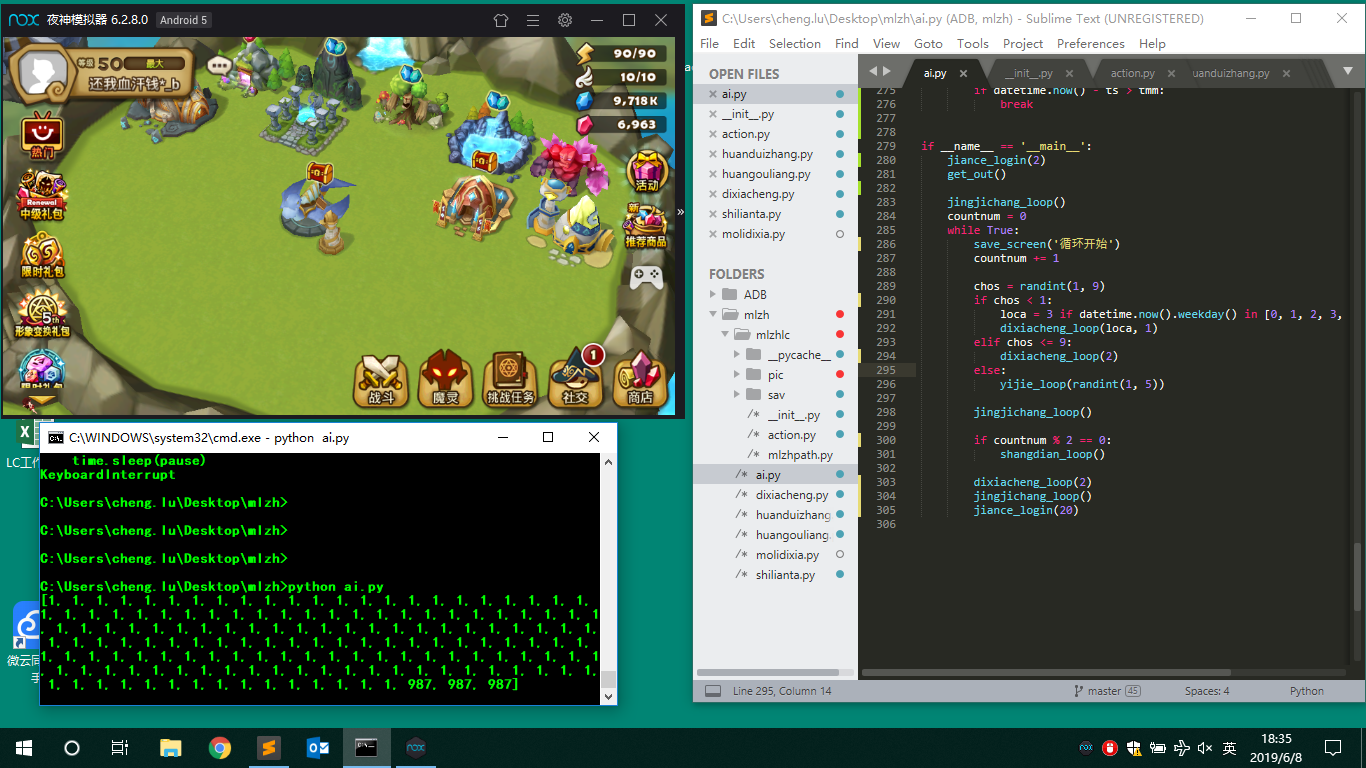 nox 夜神模拟器 6.2.8.0 Android 5
等级 50 最大
还我血汗钱*_b
90/90
10/10
9,718K
6,963
热门
Renewal
中级礼包
限时礼包
5th
形象变换礼包
限时礼包
活动
新
推荐商品
战斗
魔灵
挑战任务
1
社交
商店
LC工作
微云同
手
C:\WINDOWS\system32\cmd.exe - python ai.py
time.sleep(pause)
KeyboardInterrupt
C:\Users\cheng.lu\Desktop\mlzh>
C:\Users\cheng.lu\Desktop\mlzh>
C:\Users\cheng.lu\Desktop\mlzh>
C:\Users\cheng.lu\Desktop\mlzh>python ai.py
[1, 1, 1, 1, 1, 1, 1, 1, 1, 1, 1, 1, 1, 1, 1, 1, 1, 1, 1, 1, 1, 1, 1,
1, 1, 1, 1, 1, 1, 1, 1, 1, 1, 1, 1, 1, 1, 1, 1, 1, 1, 1, 1, 1, 1, 1, 1
, 1, 1, 1, 1, 1, 1, 1, 1, 1, 1, 1, 1, 1, 1, 1, 1, 1, 1, 1, 1, 1, 1, 1,
, 1, 1, 1, 1, 1, 1, 1, 1, 1, 1, 1, 1, 1, 1, 1, 1, 1, 1, 1, 1, 1, 1, 1,
1, 1, 1, 1, 1, 1, 1, 1, 1, 1, 1, 1, 1, 1, 1, 1, 1, 1, 1, 1, 1, 1, 1, 1
, 1, 1, 1, 1, 1, 1, 1, 1, 1, 1, 1, 1, 1, 1, 1, 1, 1, 1, 1, 1, 1, 1, 1,
1, 1, 1, 1, 1, 1, 1, 1, 1, 1, 1, 1, 1, 1, 1, 987, 987, 987]
C:\Users\cheng.lu\Desktop\mlzh\ai.py (ADB, mlzh) - Sublime Text (UNREGISTERED)
File Edit Selection Find View Goto Tools Project Preferences Help
OPEN FILES
ai.py
__init__.py
action.py
huanduizhang.py
huangouliang.py
dixiacheng.py
shilianta.py
molidixia.py
FOLDERS
ADB
mlzh
mlzhlc
__pycache__
pic
sav
/* __init__.py
/* action.py
/* mlzhpath.py
/* ai.py
/* dixiacheng.py
/* huanduizhang
/* huangouliang.
/* molidixia.py
/* shilianta.py
ai.py __init__.py action.py uanduizhang.py
275 if datetime.now() - ts > tmm:
276 break
277
278
279 if __name__ == '__main__':
280 jiance_login(2)
281 get_out()
282
283 jingjichang_loop()
284 countnum = 0
285 while True:
286 save_screen('循环开始')
287 countnum += 1
288
289 chos = randint(1, 9)
290 if chos < 1:
291 loca = 3 if datetime.now().weekday() in [0, 1, 2, 3,
292 dixiacheng_loop(loca, 1)
293 elif chos <= 9:
294 dixiacheng_loop(2)
295 else:
296 yijie_loop(randint(1, 5))
297
298 jingjichang_loop()
299
300 if countnum % 2 == 0:
301 shangdian_loop()
302
303 dixiacheng_loop(2)
304 jingjichang_loop()
305 jiance_login(20)
306
Line 295, Column 14 master 45 Spaces: 4 Python
英
18:35
2019/6/8